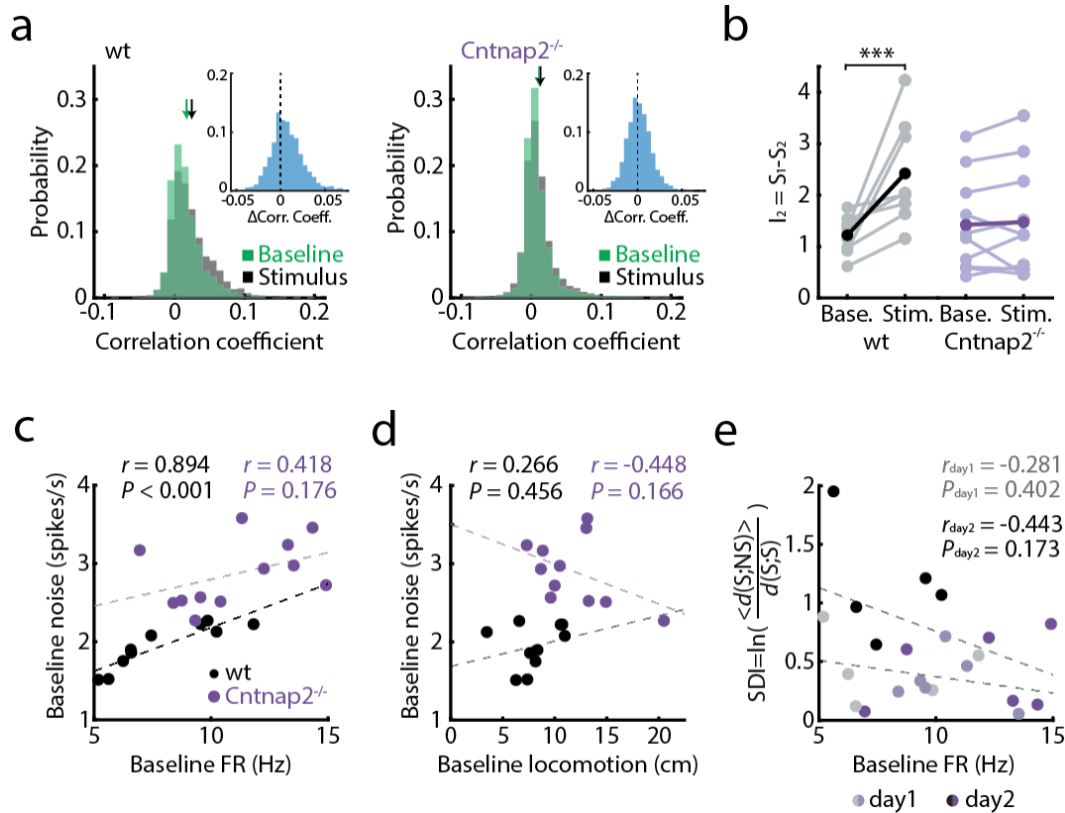 a
wt
Probability
0.3
0.2
0.1
0
-0.1
0
0.1
0.2
Correlation coefficient
0.2
0.1
0
-0.05
0
0.05
ΔCorr. Coeff.
Baseline
Stimulus
Cntnap2-/-
Probability
0.3
0.2
0.1
0
-0.1
0
0.1
0.2
Correlation coefficient
0.2
0.1
0
-0.05
0
0.05
ΔCorr. Coeff.
Baseline
Stimulus
b
***
I2 = S1-S2
4
3
2
1
0
Base. Stim. Base. Stim.
wt
Cntnap2-/-
c
r = 0.894
P < 0.001
r = 0.418
P = 0.176
Baseline noise (spikes/s)
4
3
2
1
5
10
15
Baseline FR (Hz)
wt
Cntnap2-/-
d
r = 0.266
P = 0.456
r = -0.448
P = 0.166
Baseline noise (spikes/s)
4
3
2
1
0
5
10
15
20
Baseline locomotion (cm)
e
rday1 = -0.281
Pday1 = 0.402
rday2 = -0.443
Pday2 = 0.173
SDI=ln( <d(S;NS)> / d(S;S) )
2
1.5
1
0.5
0
5
10
15
Baseline FR (Hz)
day1
day2